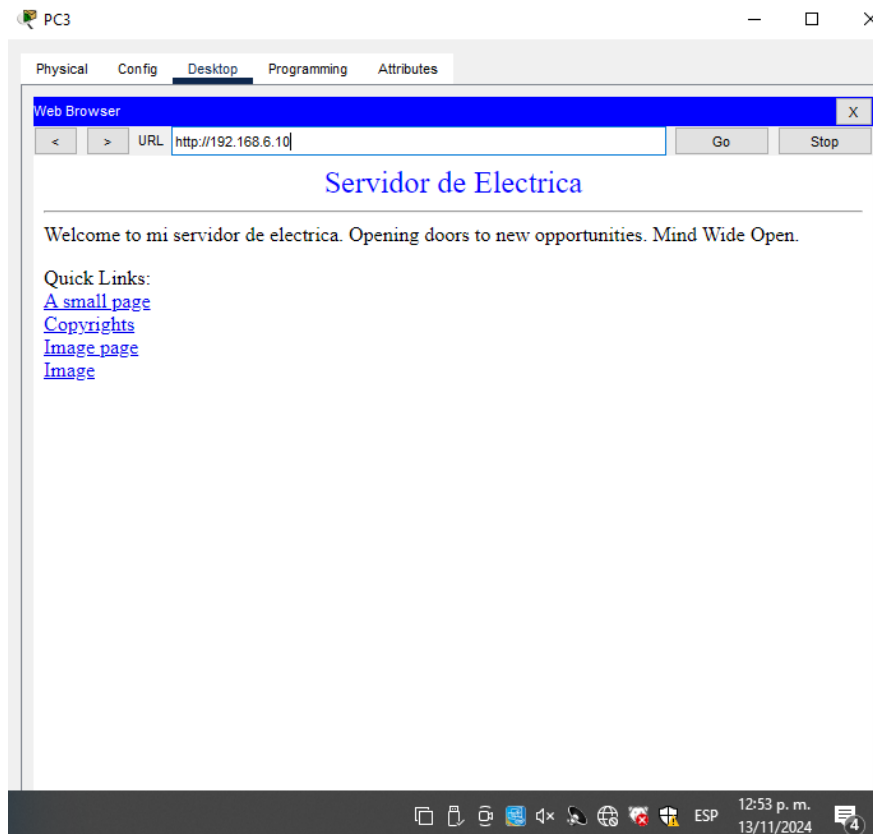 PC3
Physical Config Desktop Programming Attributes
Web Browser
X
< > URL http://192.168.6.10 Go Stop
Servidor de Electrica
Welcome to mi servidor de electrica. Opening doors to new opportunities. Mind Wide Open.
Quick Links:
A small page
Copyrights
Image page
Image
ESP
12:53 p. m.
13/11/2024
4